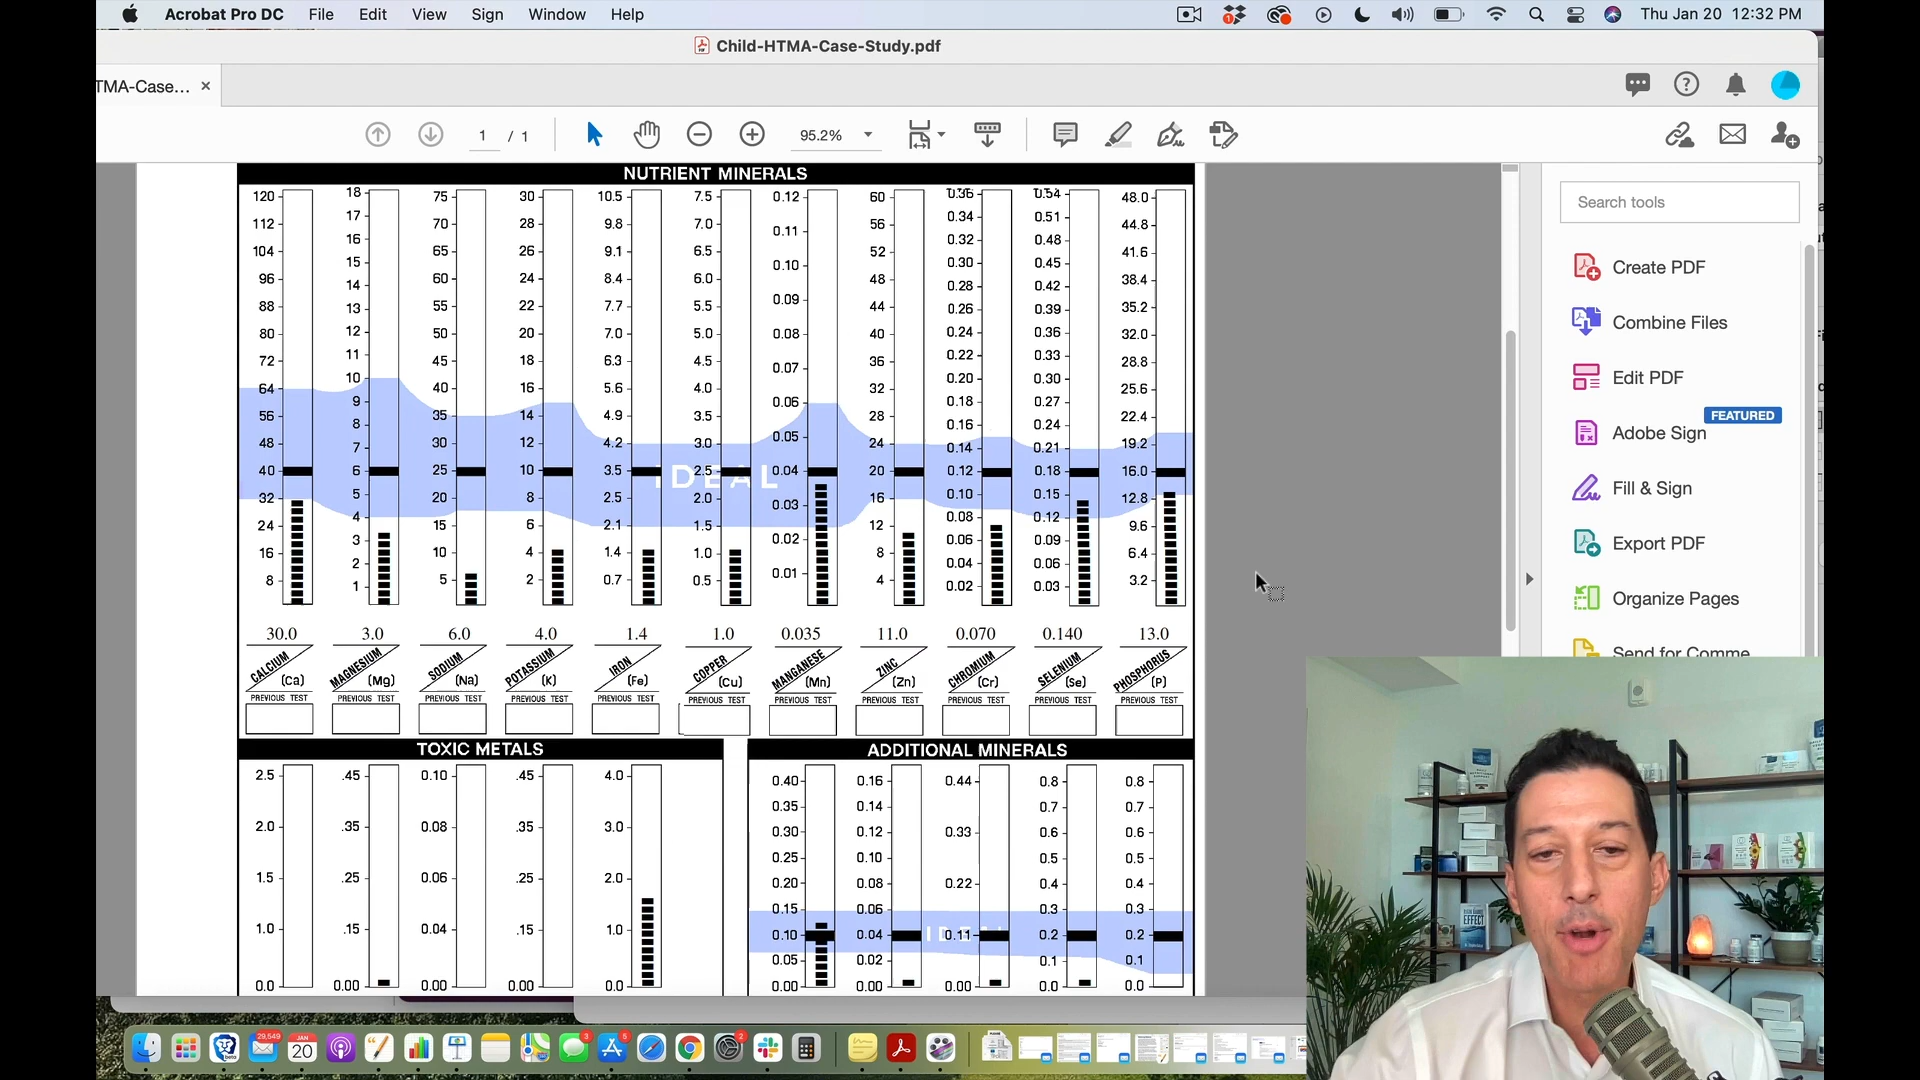 Acrobat Pro DC File Edit View Sign Window Help Thu Jan 20 12:32 PM
Child-HTMA-Case-Study.pdf
TMA-Case... ×
1 / 1 95.2%
NUTRIENT MINERALS
Search tools
Create PDF
Combine Files
Edit PDF
FEATURED
Adobe Sign
Fill & Sign
Export PDF
Organize Pages
Send for Comme
120 18 75 30 10.5 7.5 0.12 60 0.36 0.54 48.0
112 17 70 28 9.8 7.0 0.11 56 0.34 0.51 44.8
104 16 65 26 9.1 6.5 0.10 52 0.32 0.48 41.6
96 15 60 24 8.4 6.0 0.09 48 0.30 0.45 38.4
88 14 55 22 7.7 5.5 0.08 44 0.28 0.42 35.2
80 13 50 20 7.0 5.0 0.07 40 0.26 0.39 32.0
72 12 45 18 6.3 4.5 0.06 36 0.24 0.36 28.8
64 11 40 16 5.6 4.0 0.05 32 0.22 0.33 25.6
56 10 35 14 4.9 3.5 0.04 28 0.20 0.30 22.4
48 9 30 12 4.2 3.0 0.03 24 0.18 0.27 19.2
40 8 25 10 3.5 2.5 0.02 20 0.16 0.24 16.0
32 7 20 8 2.5 2.0 0.01 16 0.14 0.21 12.8
24 6 15 6 2.1 1.5 12 0.12 0.18 9.6
16 5 10 4 1.4 1.0 8 0.10 0.15 6.4
8 4 5 2 0.7 0.5 4 0.08 0.12 3.2
3 0.06 0.09
2 0.04 0.06
1 0.02 0.03
IDEAL
30.0 3.0 6.0 4.0 1.4 1.0 0.035 11.0 0.070 0.140 13.0
CALCIUM (Ca) MAGNESIUM (Mg) SODIUM (Na) POTASSIUM (K) IRON (Fe) COPPER (Cu) MANGANESE (Mn) ZINC (Zn) CHROMIUM (Cr) SELENIUM (Se) PHOSPHORUS (P)
PREVIOUS TEST PREVIOUS TEST PREVIOUS TEST PREVIOUS TEST PREVIOUS TEST PREVIOUS TEST PREVIOUS TEST PREVIOUS TEST PREVIOUS TEST PREVIOUS TEST PREVIOUS TEST
TOXIC METALS
2.5 .45 0.10 .45 4.0
2.0 .35 0.08 .35 3.0
1.5 .25 0.06 .25 2.0
1.0 .15 0.04 .15 1.0
0.0 0.00 0.00 0.00 0.0
ADDITIONAL MINERALS
0.40 0.16 0.44 0.8 0.8
0.35 0.14 0.33 0.7 0.7
0.30 0.12 0.22 0.6 0.6
0.25 0.10 0.11 0.5 0.5
0.20 0.08 0.00 0.4 0.4
0.15 0.06 0.3 0.3
0.10 0.04 0.2 0.2
0.05 0.02 0.1 0.1
0.00 0.00 0.0 0.0
29,549
JAN
20
beta
3
5
2
EFFECT